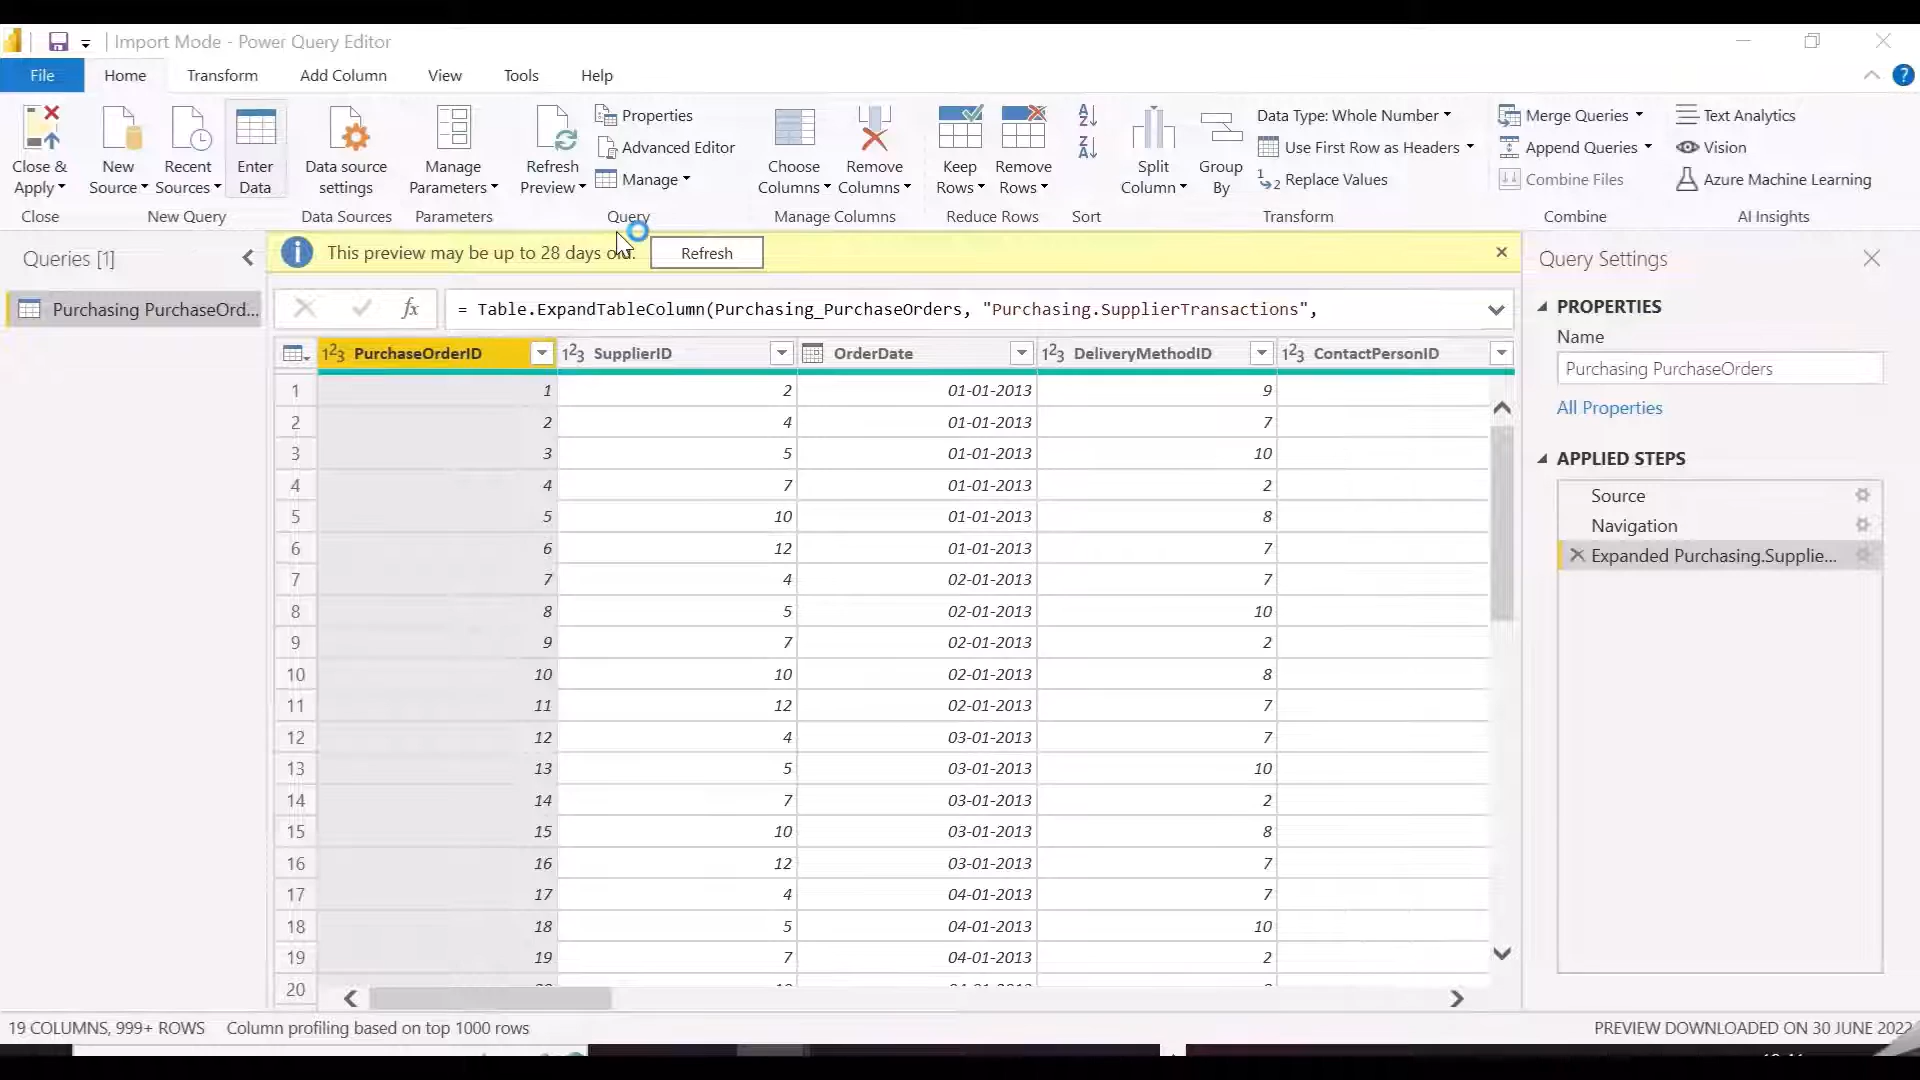 Import Mode - Power Query Editor
File Home Transform Add Column View Tools Help ?
Close & Apply
New Source
Recent Sources
Enter Data
Data source settings
Manage Parameters
Refresh Preview
Properties
Advanced Editor
Manage
Choose Columns
Remove Columns
Keep Rows
Remove Rows
A Z
Z A
Split Column
Group By
Data Type: Whole Number
Use First Row as Headers
1 2 Replace Values
Merge Queries
Append Queries
Combine Files
Text Analytics
Vision
Azure Machine Learning
Close New Query Data Sources Parameters Query Manage Columns Reduce Rows Sort Transform Combine AI Insights
Queries [1]
Purchasing PurchaseOrd...
This preview may be up to 28 days old. Refresh
fx = Table.ExpandTableColumn(Purchasing_PurchaseOrders, "Purchasing.SupplierTransactions",
123 PurchaseOrderID 123 SupplierID OrderDate 123 DeliveryMethodID 123 ContactPersonID
1 1 2 01-01-2013 9
2 2 4 01-01-2013 7
3 3 5 01-01-2013 10
4 4 7 01-01-2013 2
5 5 10 01-01-2013 8
6 6 12 01-01-2013 7
7 7 4 02-01-2013 7
8 8 5 02-01-2013 10
9 9 7 02-01-2013 2
10 10 10 02-01-2013 8
11 11 12 02-01-2013 7
12 12 4 03-01-2013 7
13 13 5 03-01-2013 10
14 14 7 03-01-2013 2
15 15 10 03-01-2013 8
16 16 12 03-01-2013 7
17 17 4 04-01-2013 7
18 18 5 04-01-2013 10
19 19 7 04-01-2013 2
20
Query Settings
PROPERTIES
Name
Purchasing PurchaseOrders
All Properties
APPLIED STEPS
Source
Navigation
Expanded Purchasing.Supplie...
19 COLUMNS, 999+ ROWS Column profiling based on top 1000 rows PREVIEW DOWNLOADED ON 30 JUNE 2022